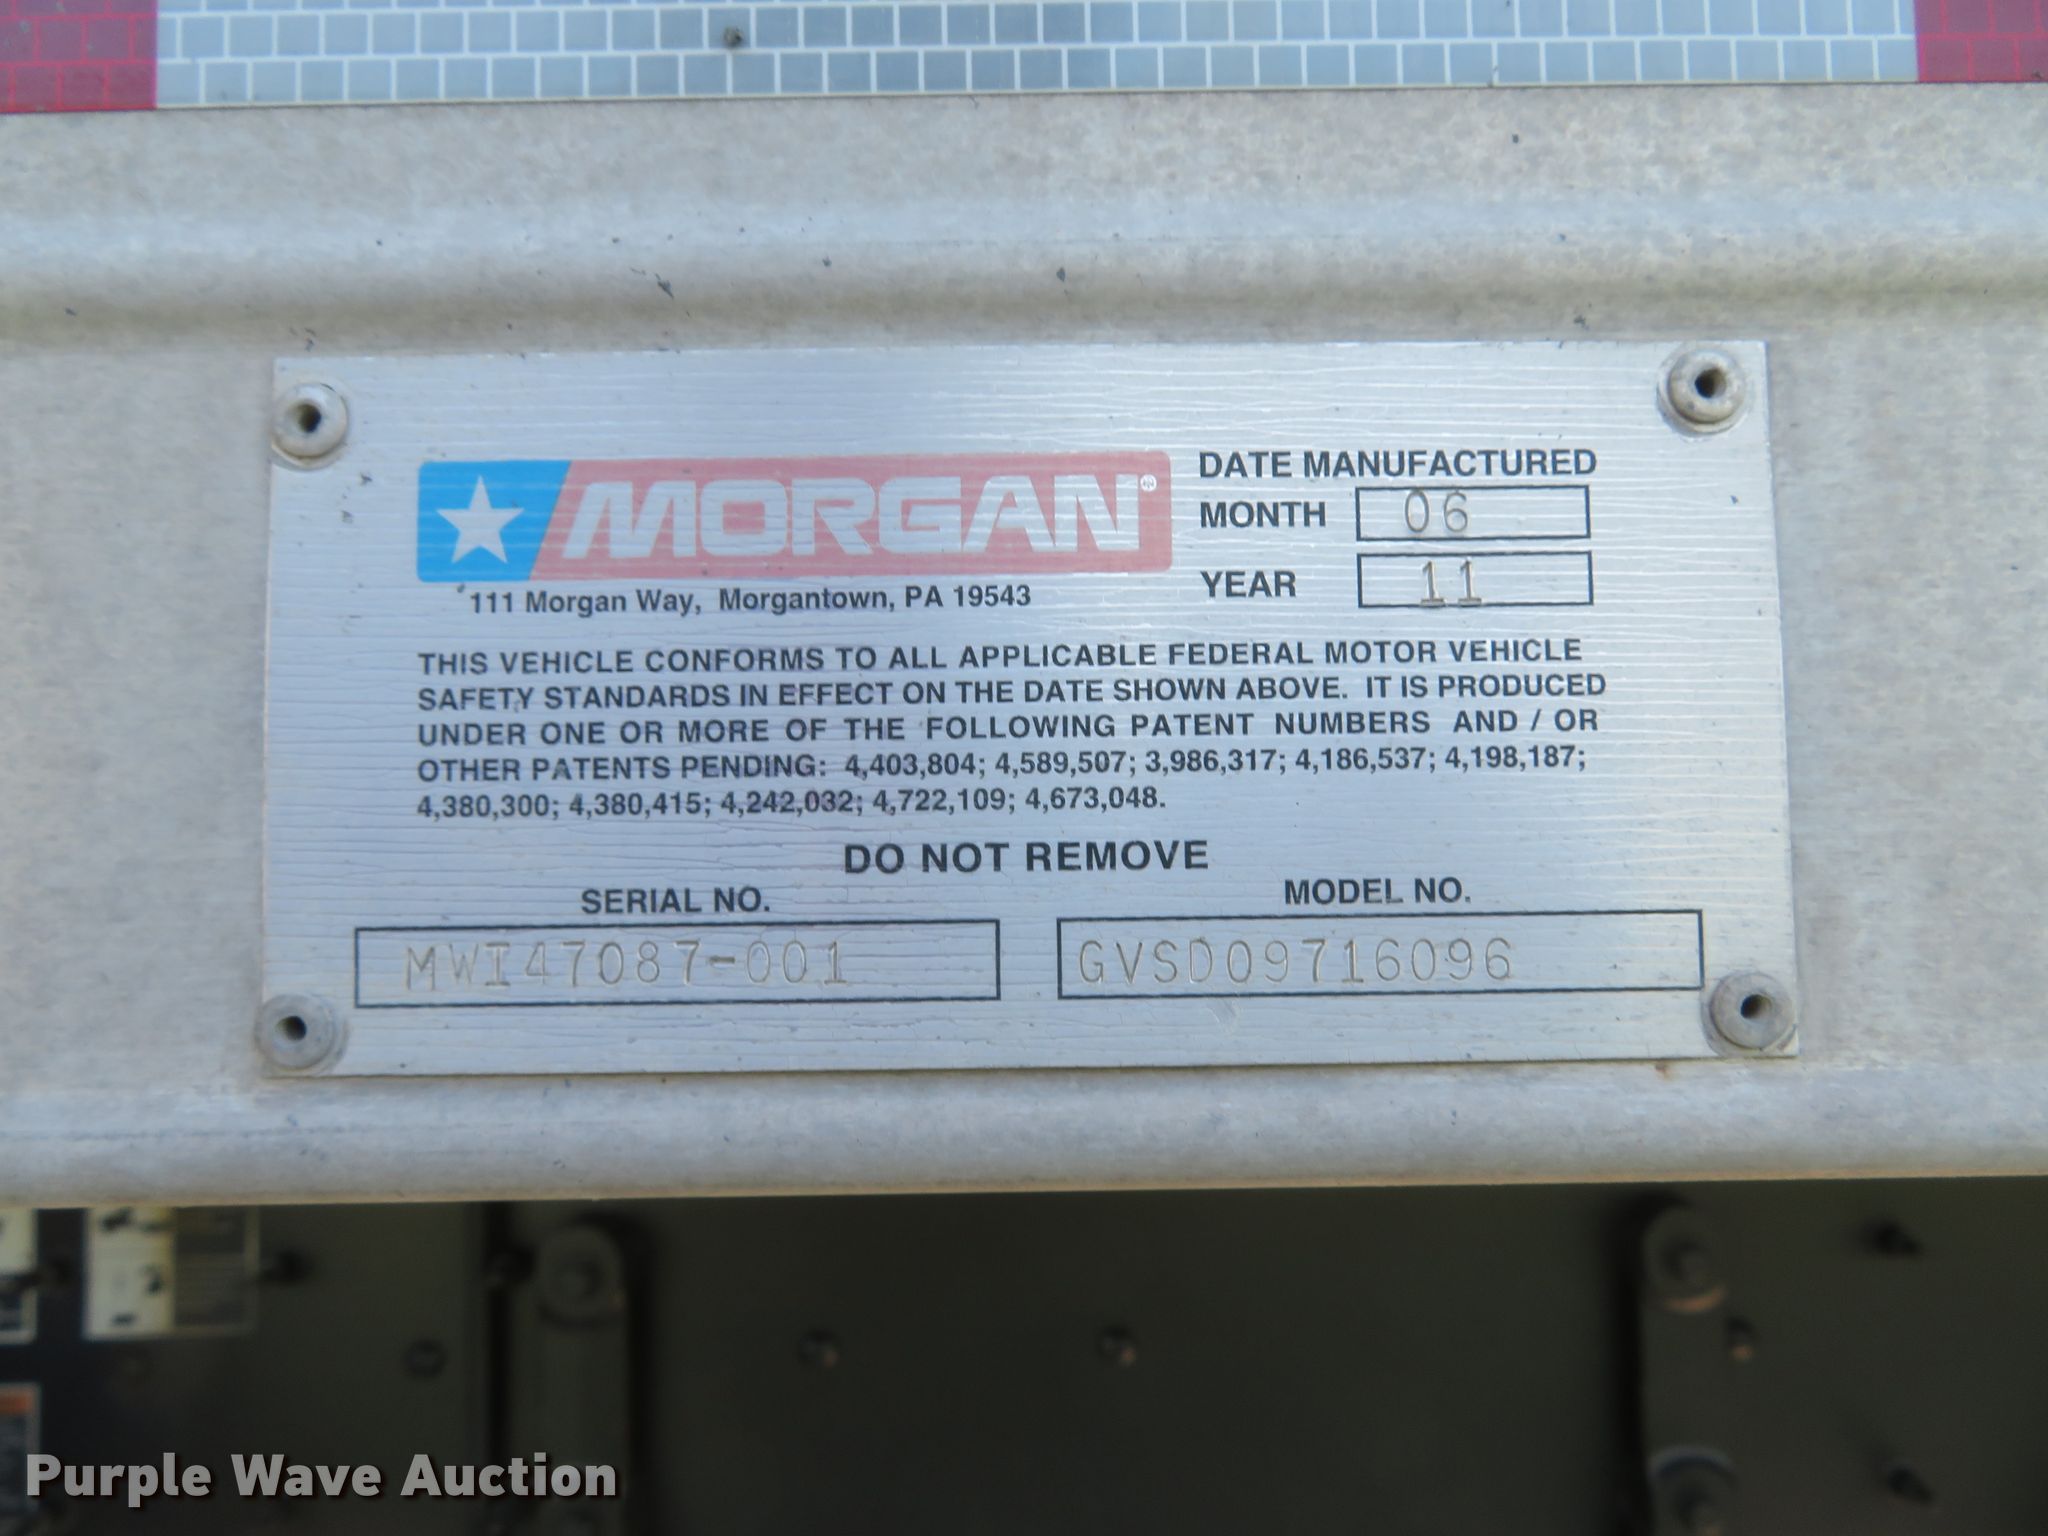 MORGAN®
111 Morgan Way, Morgantown, PA 19543
DATE MANUFACTURED
MONTH 06
YEAR 11
THIS VEHICLE CONFORMS TO ALL APPLICABLE FEDERAL MOTOR VEHICLE
SAFETY STANDARDS IN EFFECT ON THE DATE SHOWN ABOVE. IT IS PRODUCED
UNDER ONE OR MORE OF THE FOLLOWING PATENT NUMBERS AND / OR
OTHER PATENTS PENDING: 4,403,804; 4,589,507; 3,986,317; 4,186,537; 4,198,187;
4,380,300; 4,380,415; 4,242,032; 4,722,109; 4,673,048.
DO NOT REMOVE
SERIAL NO.
MWI47087-001
MODEL NO.
GVSD09716096
Purple Wave Auction